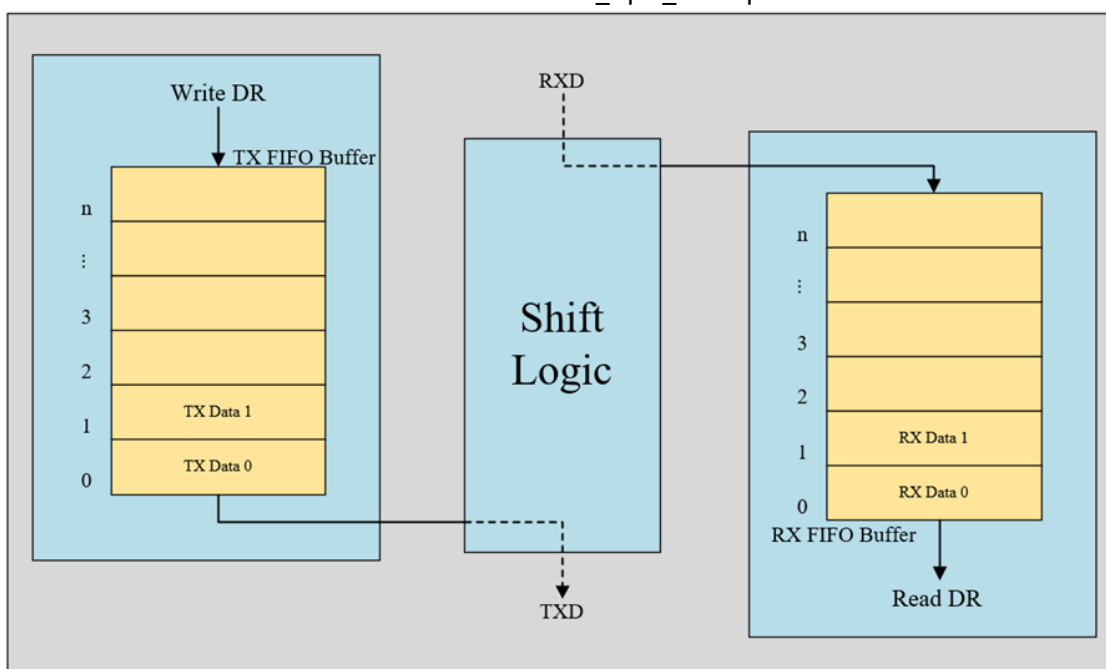 Write DR
TX FIFO Buffer
n
⋮
3
2
1
0
TX Data 1
TX Data 0
RXD
Shift
Logic
TXD
n
⋮
3
2
1
0
RX Data 1
RX Data 0
RX FIFO Buffer
Read DR